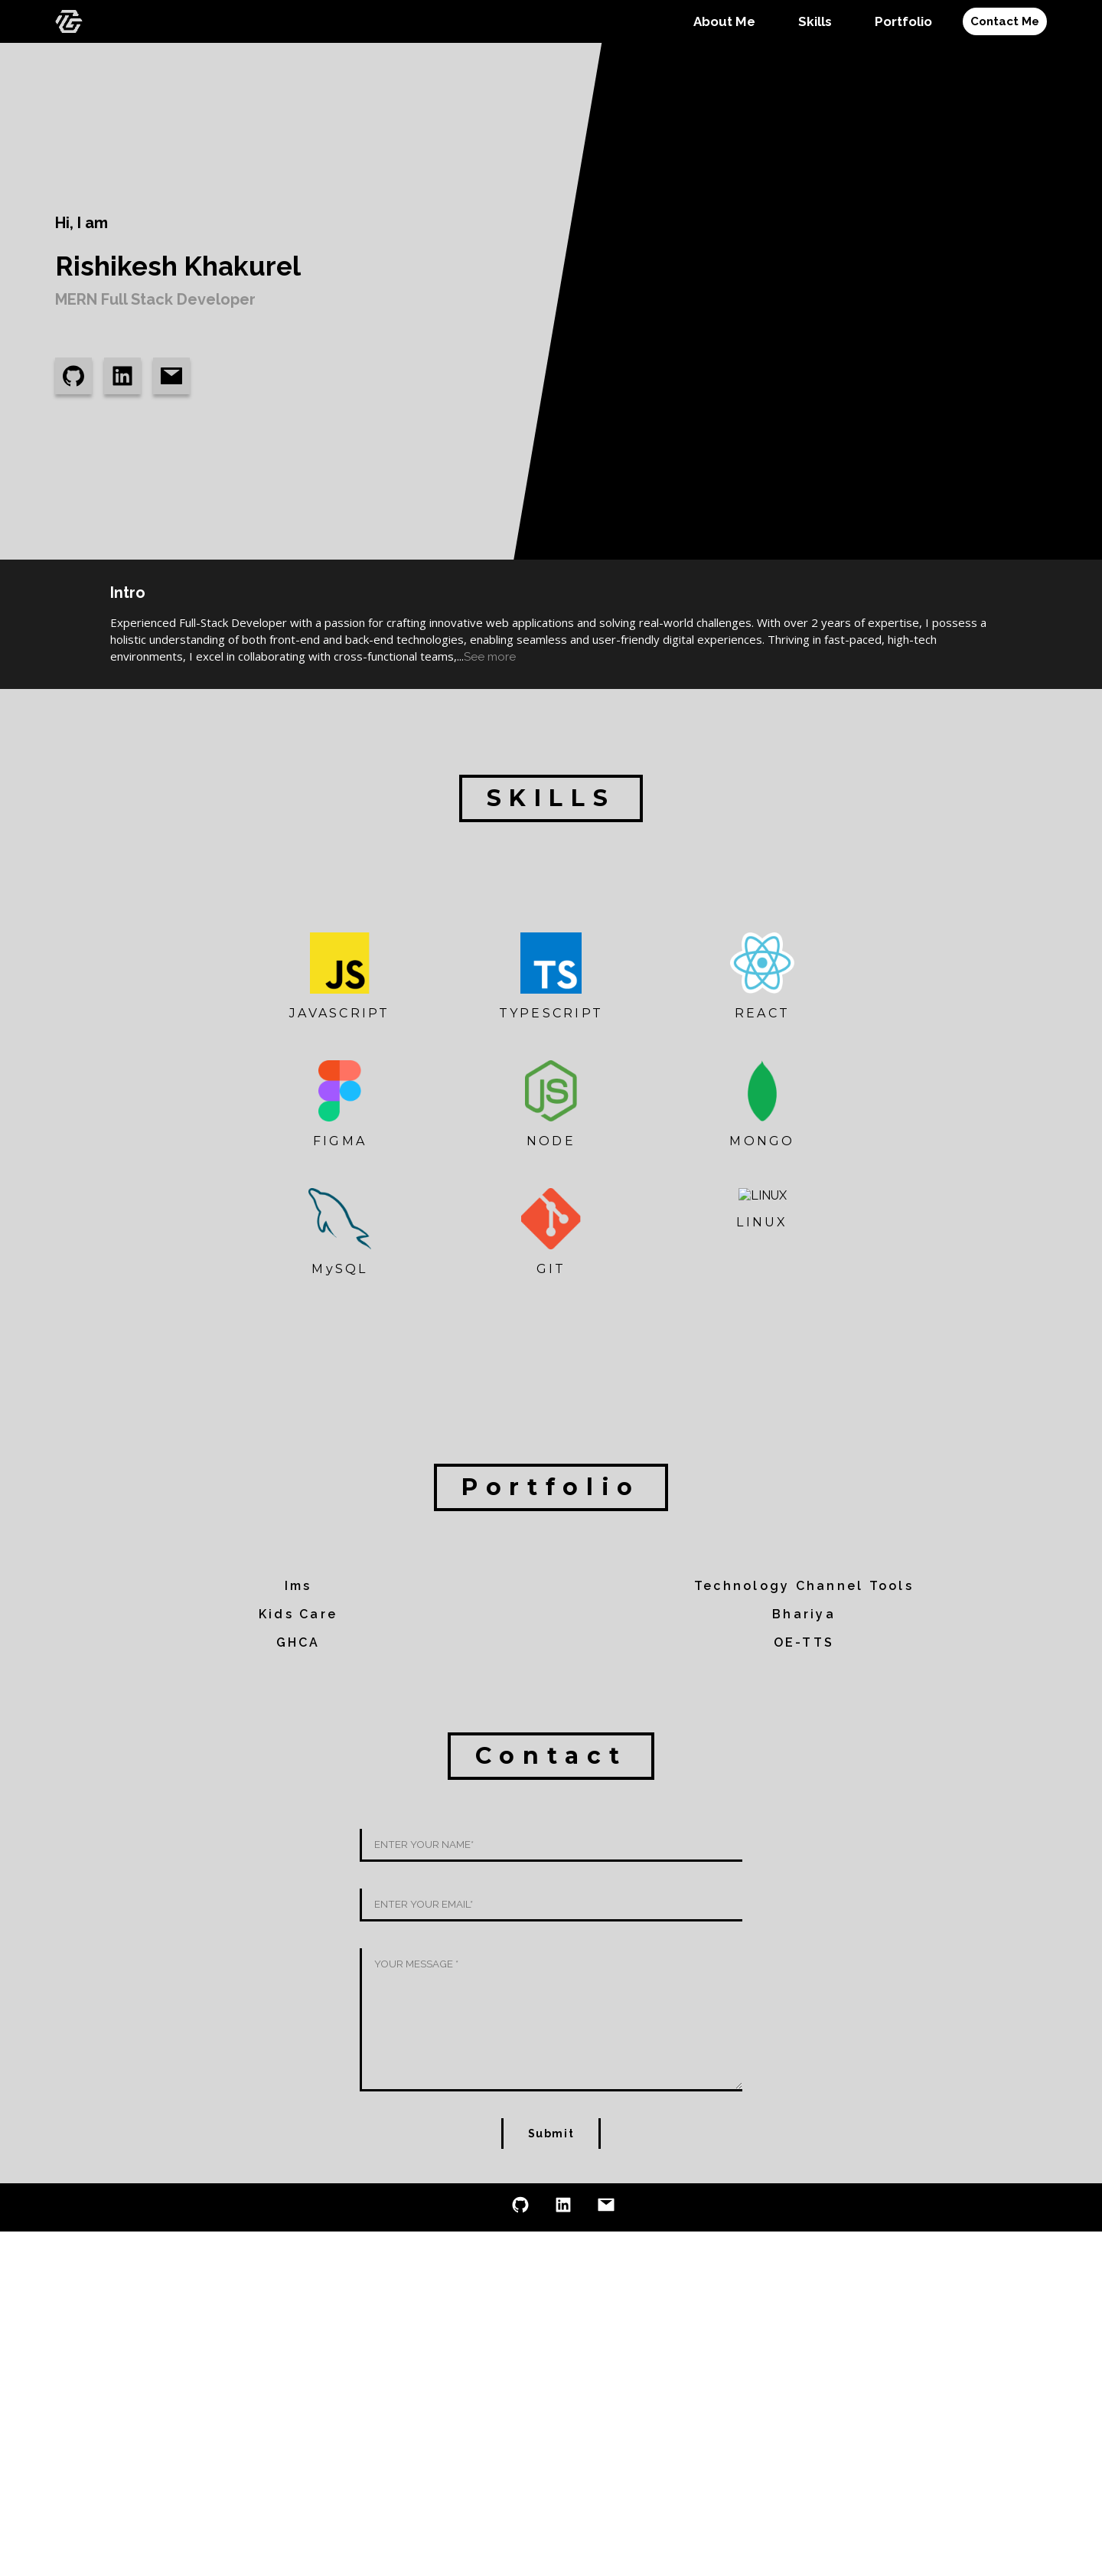 About Me
Skills
Portfolio
Contact Me
Hi, I am
Rishikesh Khakurel
MERN Full Stack Developer
in
Intro
Experienced Full-Stack Developer with a passion for crafting innovative web applications and solving real-world challenges. With over 2 years of expertise, I possess a
holistic understanding of both front-end and back-end technologies, enabling seamless and user-friendly digital experiences. Thriving in fast-paced, high-tech
environments, I excel in collaborating with cross-functional teams,...See more
SKILLS
JS
TS
JAVASCRIPT
TYPESCRIPT
REACT
JS
FIGMA
NODE
MONGO
LINUX
LINUX
MySQL
GIT
Portfolio
Ims
Technology Channel Tools
Kids Care
Bhariya
GHCA
OE-TTS
Contact
ENTER YOUR NAME*
ENTER YOUR EMAIL*
YOUR MESSAGE *
Submit
in